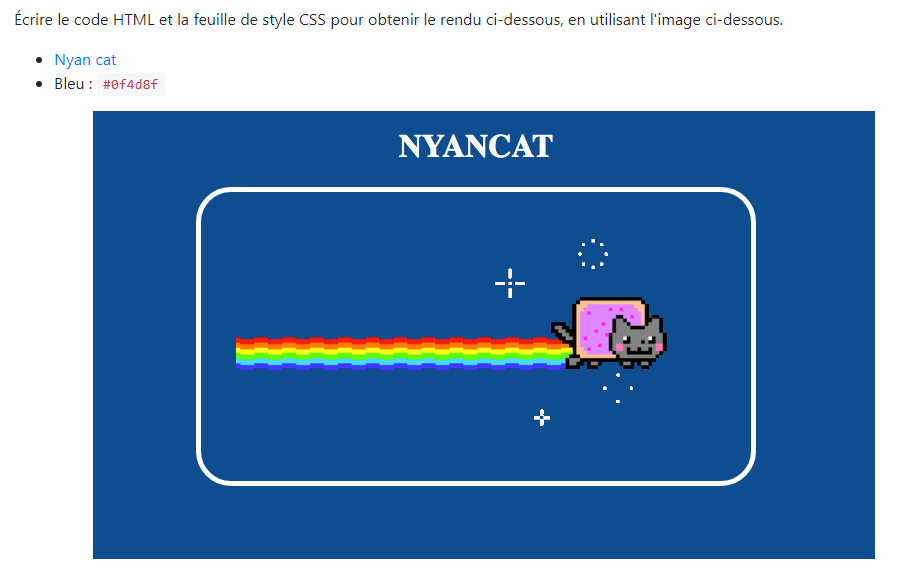 Écrire le code HTML et la feuille de style CSS pour obtenir le rendu ci-dessous, en utilisant l'image ci-dessous.
Nyan cat
Bleu : #0f4d8f
NYANCAT